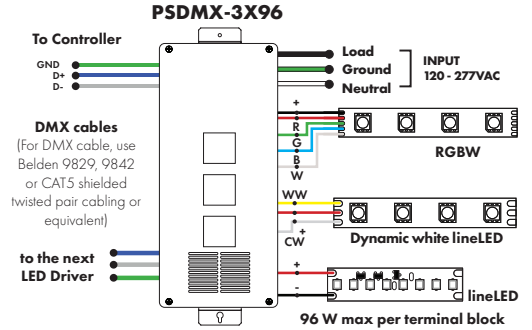 PSDMX-3X96
To Controller
GND
D+
D-
Load
Ground
Neutral
INPUT
120 - 277VAC
DMX cables
(For DMX cable, use
Belden 9829, 9842
or CAT5 shielded
twisted pair cabling or
equivalent)
+
R
G
B
W
RGBW
WW
+
CW
Dynamic white lineLED
to the next
LED Driver
+
-
lineLED
96 W max per terminal block